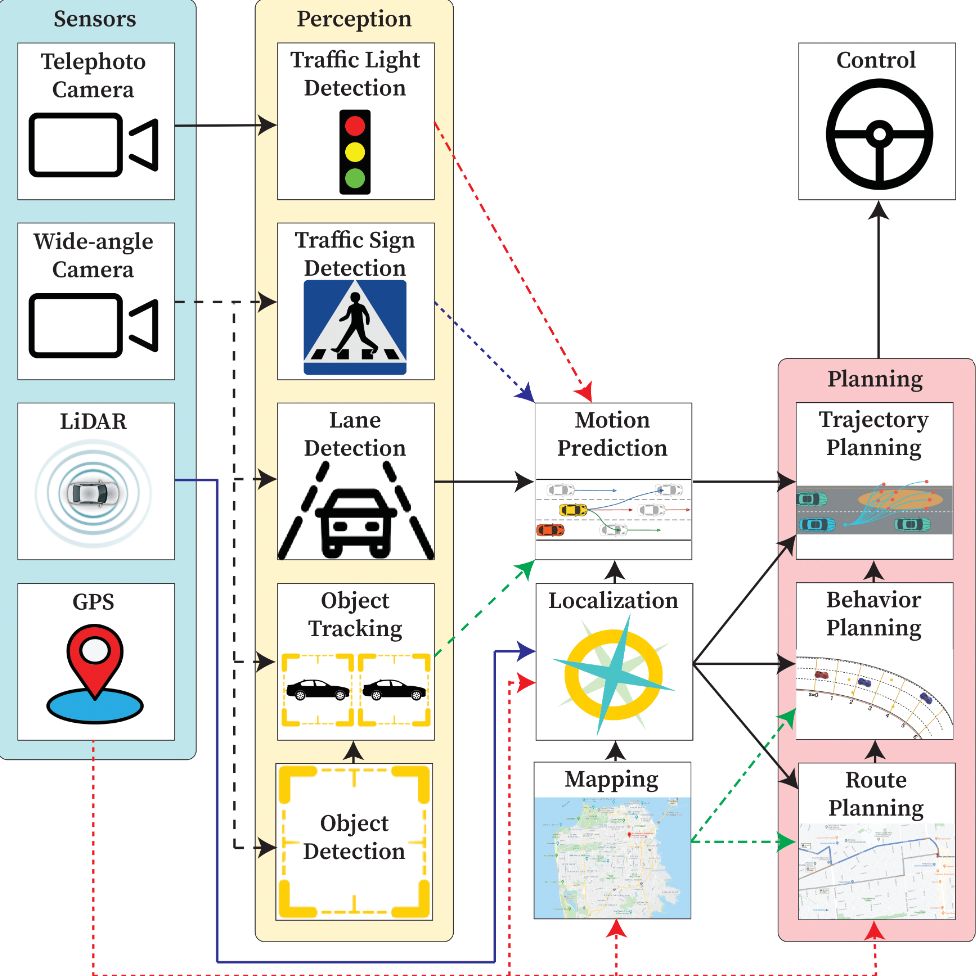 Sensors
Telephoto
Camera
Wide-angle
Camera
LiDAR
GPS
Perception
Traffic Light
Detection
Traffic Sign
Detection
Lane
Detection
Object
Tracking
Object
Detection
Motion
Prediction
Localization
Mapping
Control
Planning
Trajectory
Planning
Behavior
Planning
Route
Planning